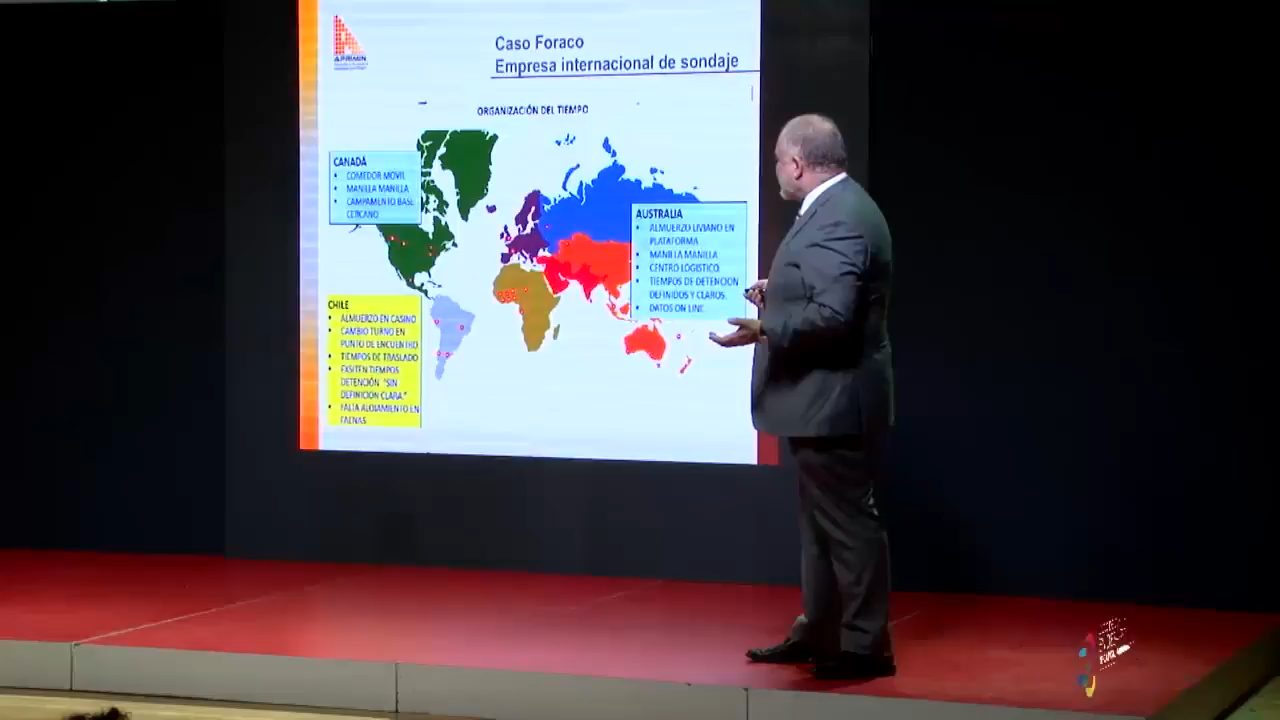 APRIMIN
Caso Foraco
Empresa internacional de sondaje
ORGANIZACIÓN DEL TIEMPO
CANADÁ
• COMEDOR MOVIL
• MANILLA MANILLA
• CAMPAMENTO BASE
CERCANO
AUSTRALIA
• ALMUERZO LIVIANO EN
PLATAFORMA
• MANILLA MANILLA
• CENTRO LOGISTICO.
• TIEMPOS DE DETENCION
DEFINIDOS Y CLAROS.
• DATOS ON LINE.
CHILE
• ALMUERZO EN CASINO
• CAMBIO TURNO EN
PUNTO DE ENCUENTRO
• TIEMPOS DE TRASLADO
• EXSITEN TIEMPOS
DETENCIÓN "SIN
DEFINICION CLARA."
• FALTA ALOJAMIENTO EN
FAENAS